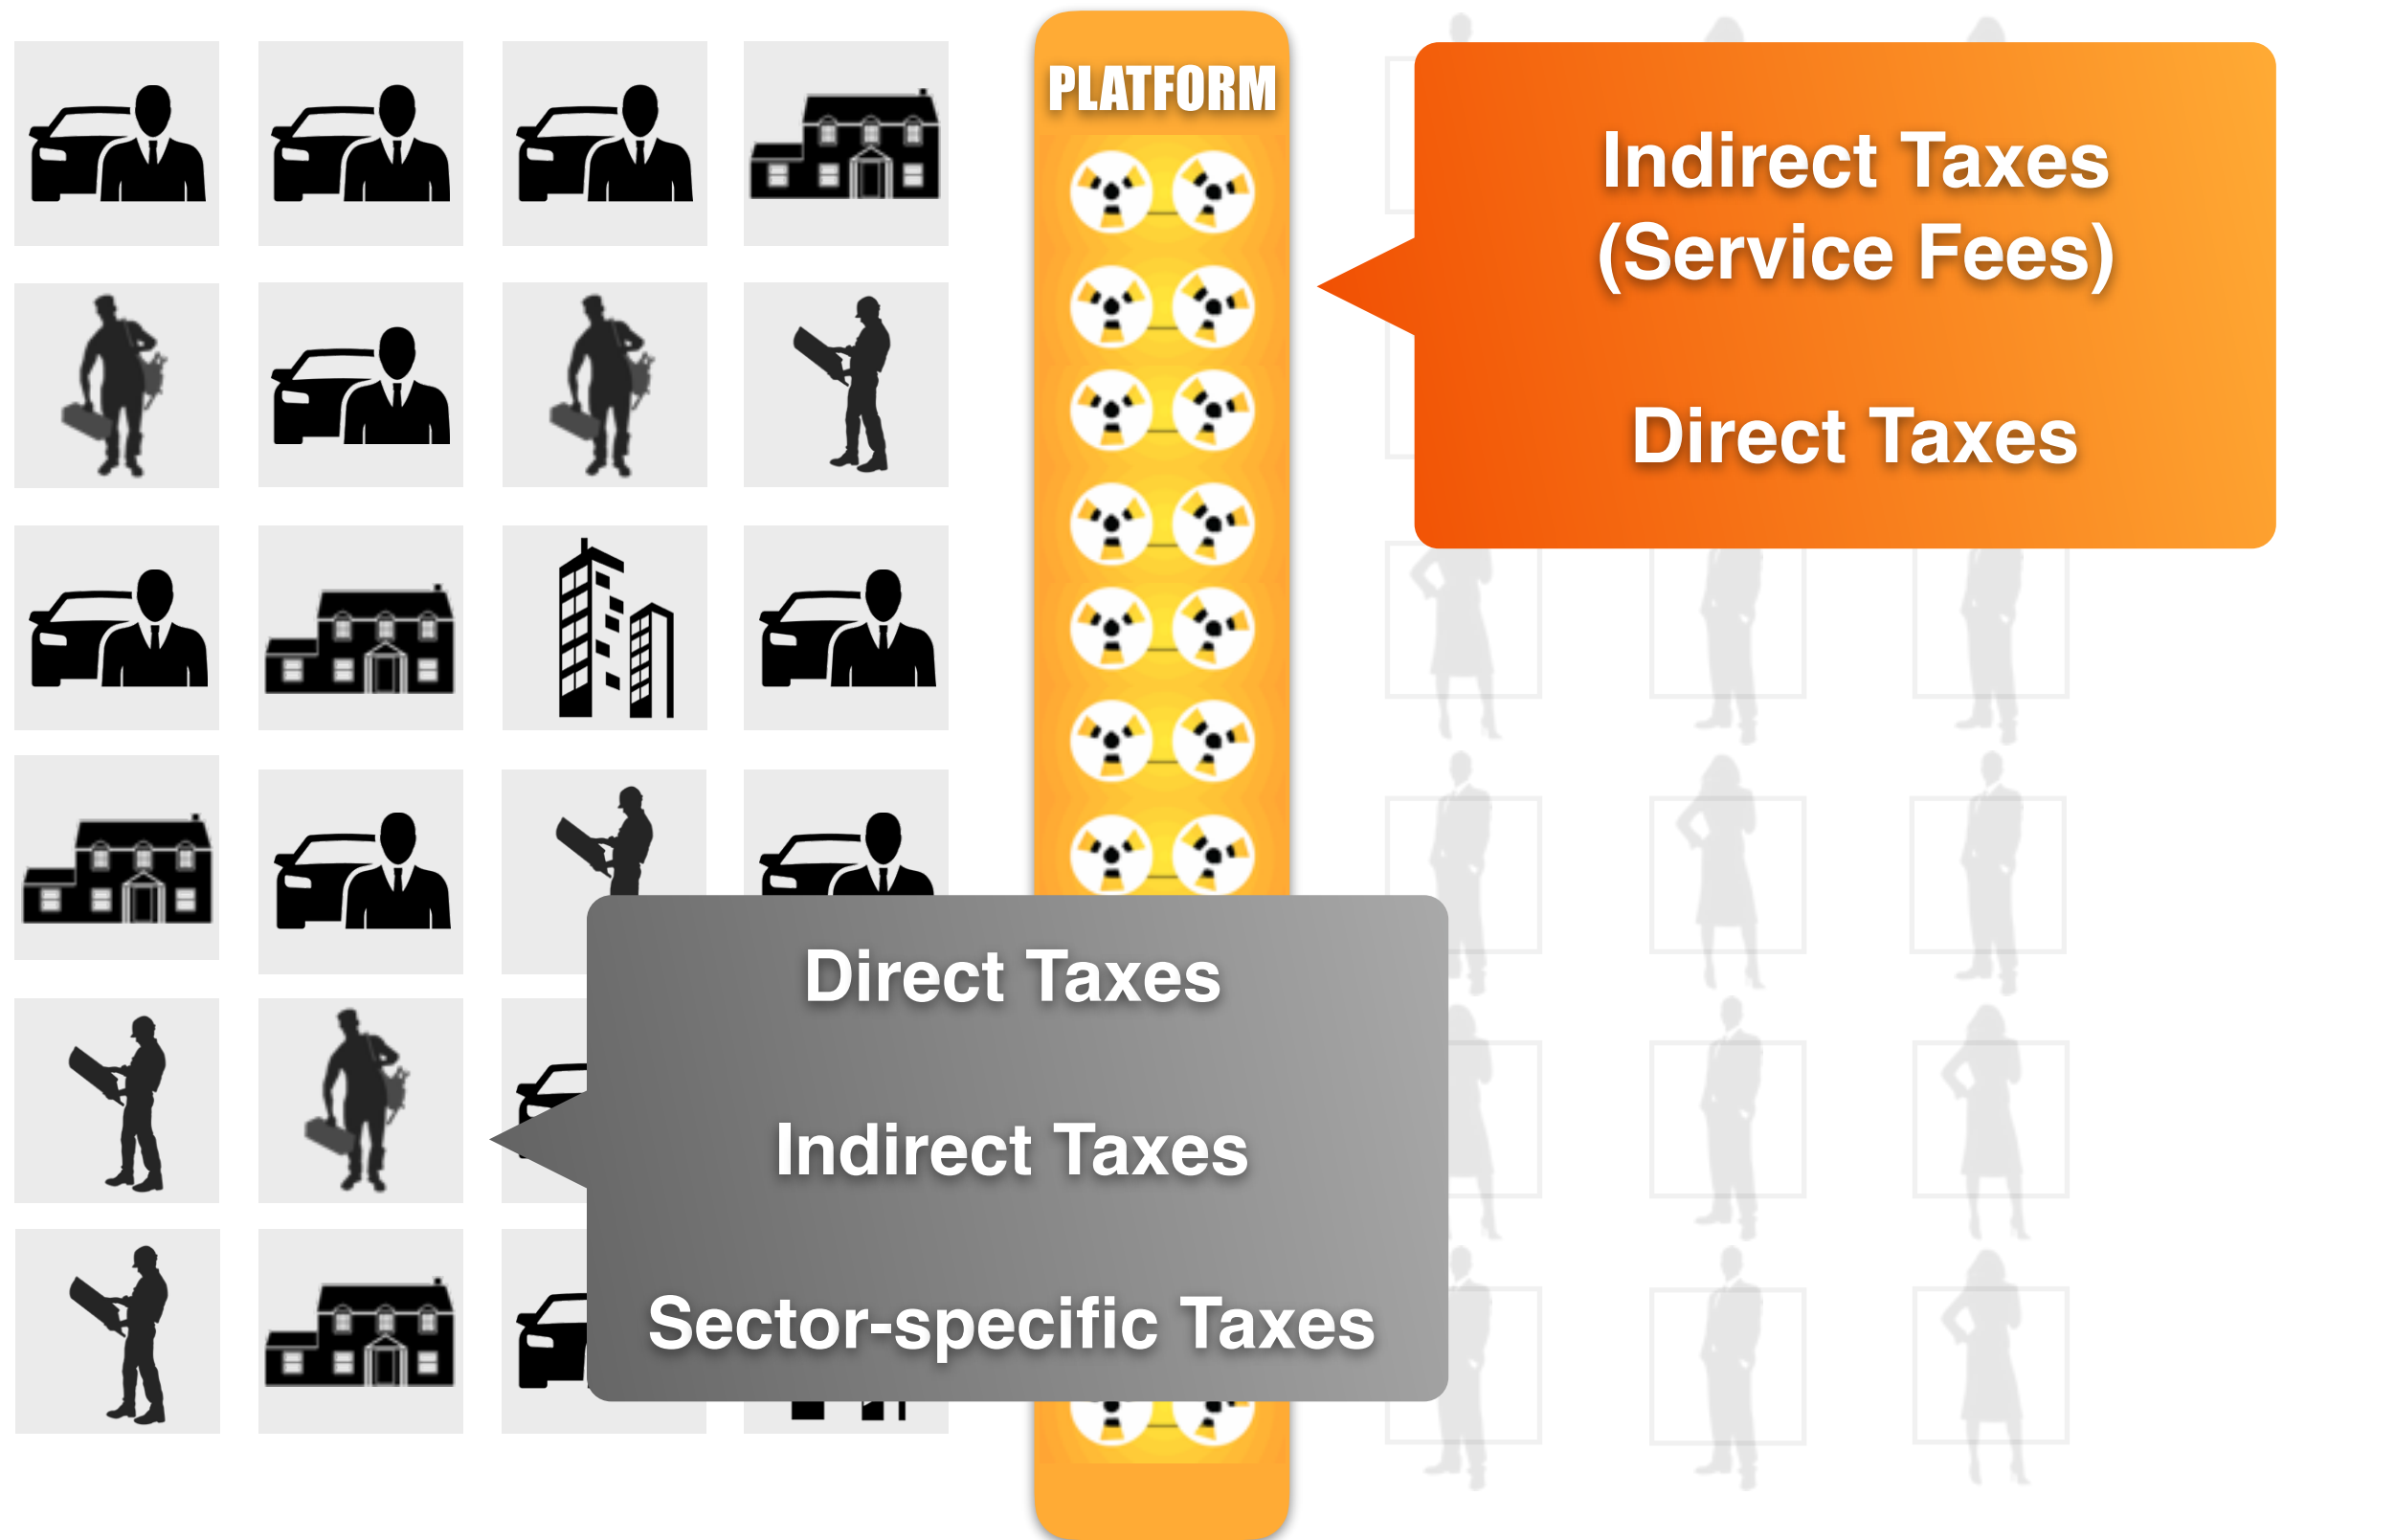 PLATFORM
Indirect Taxes
(Service Fees)
Direct Taxes
Direct Taxes
Indirect Taxes
Sector-specific Taxes